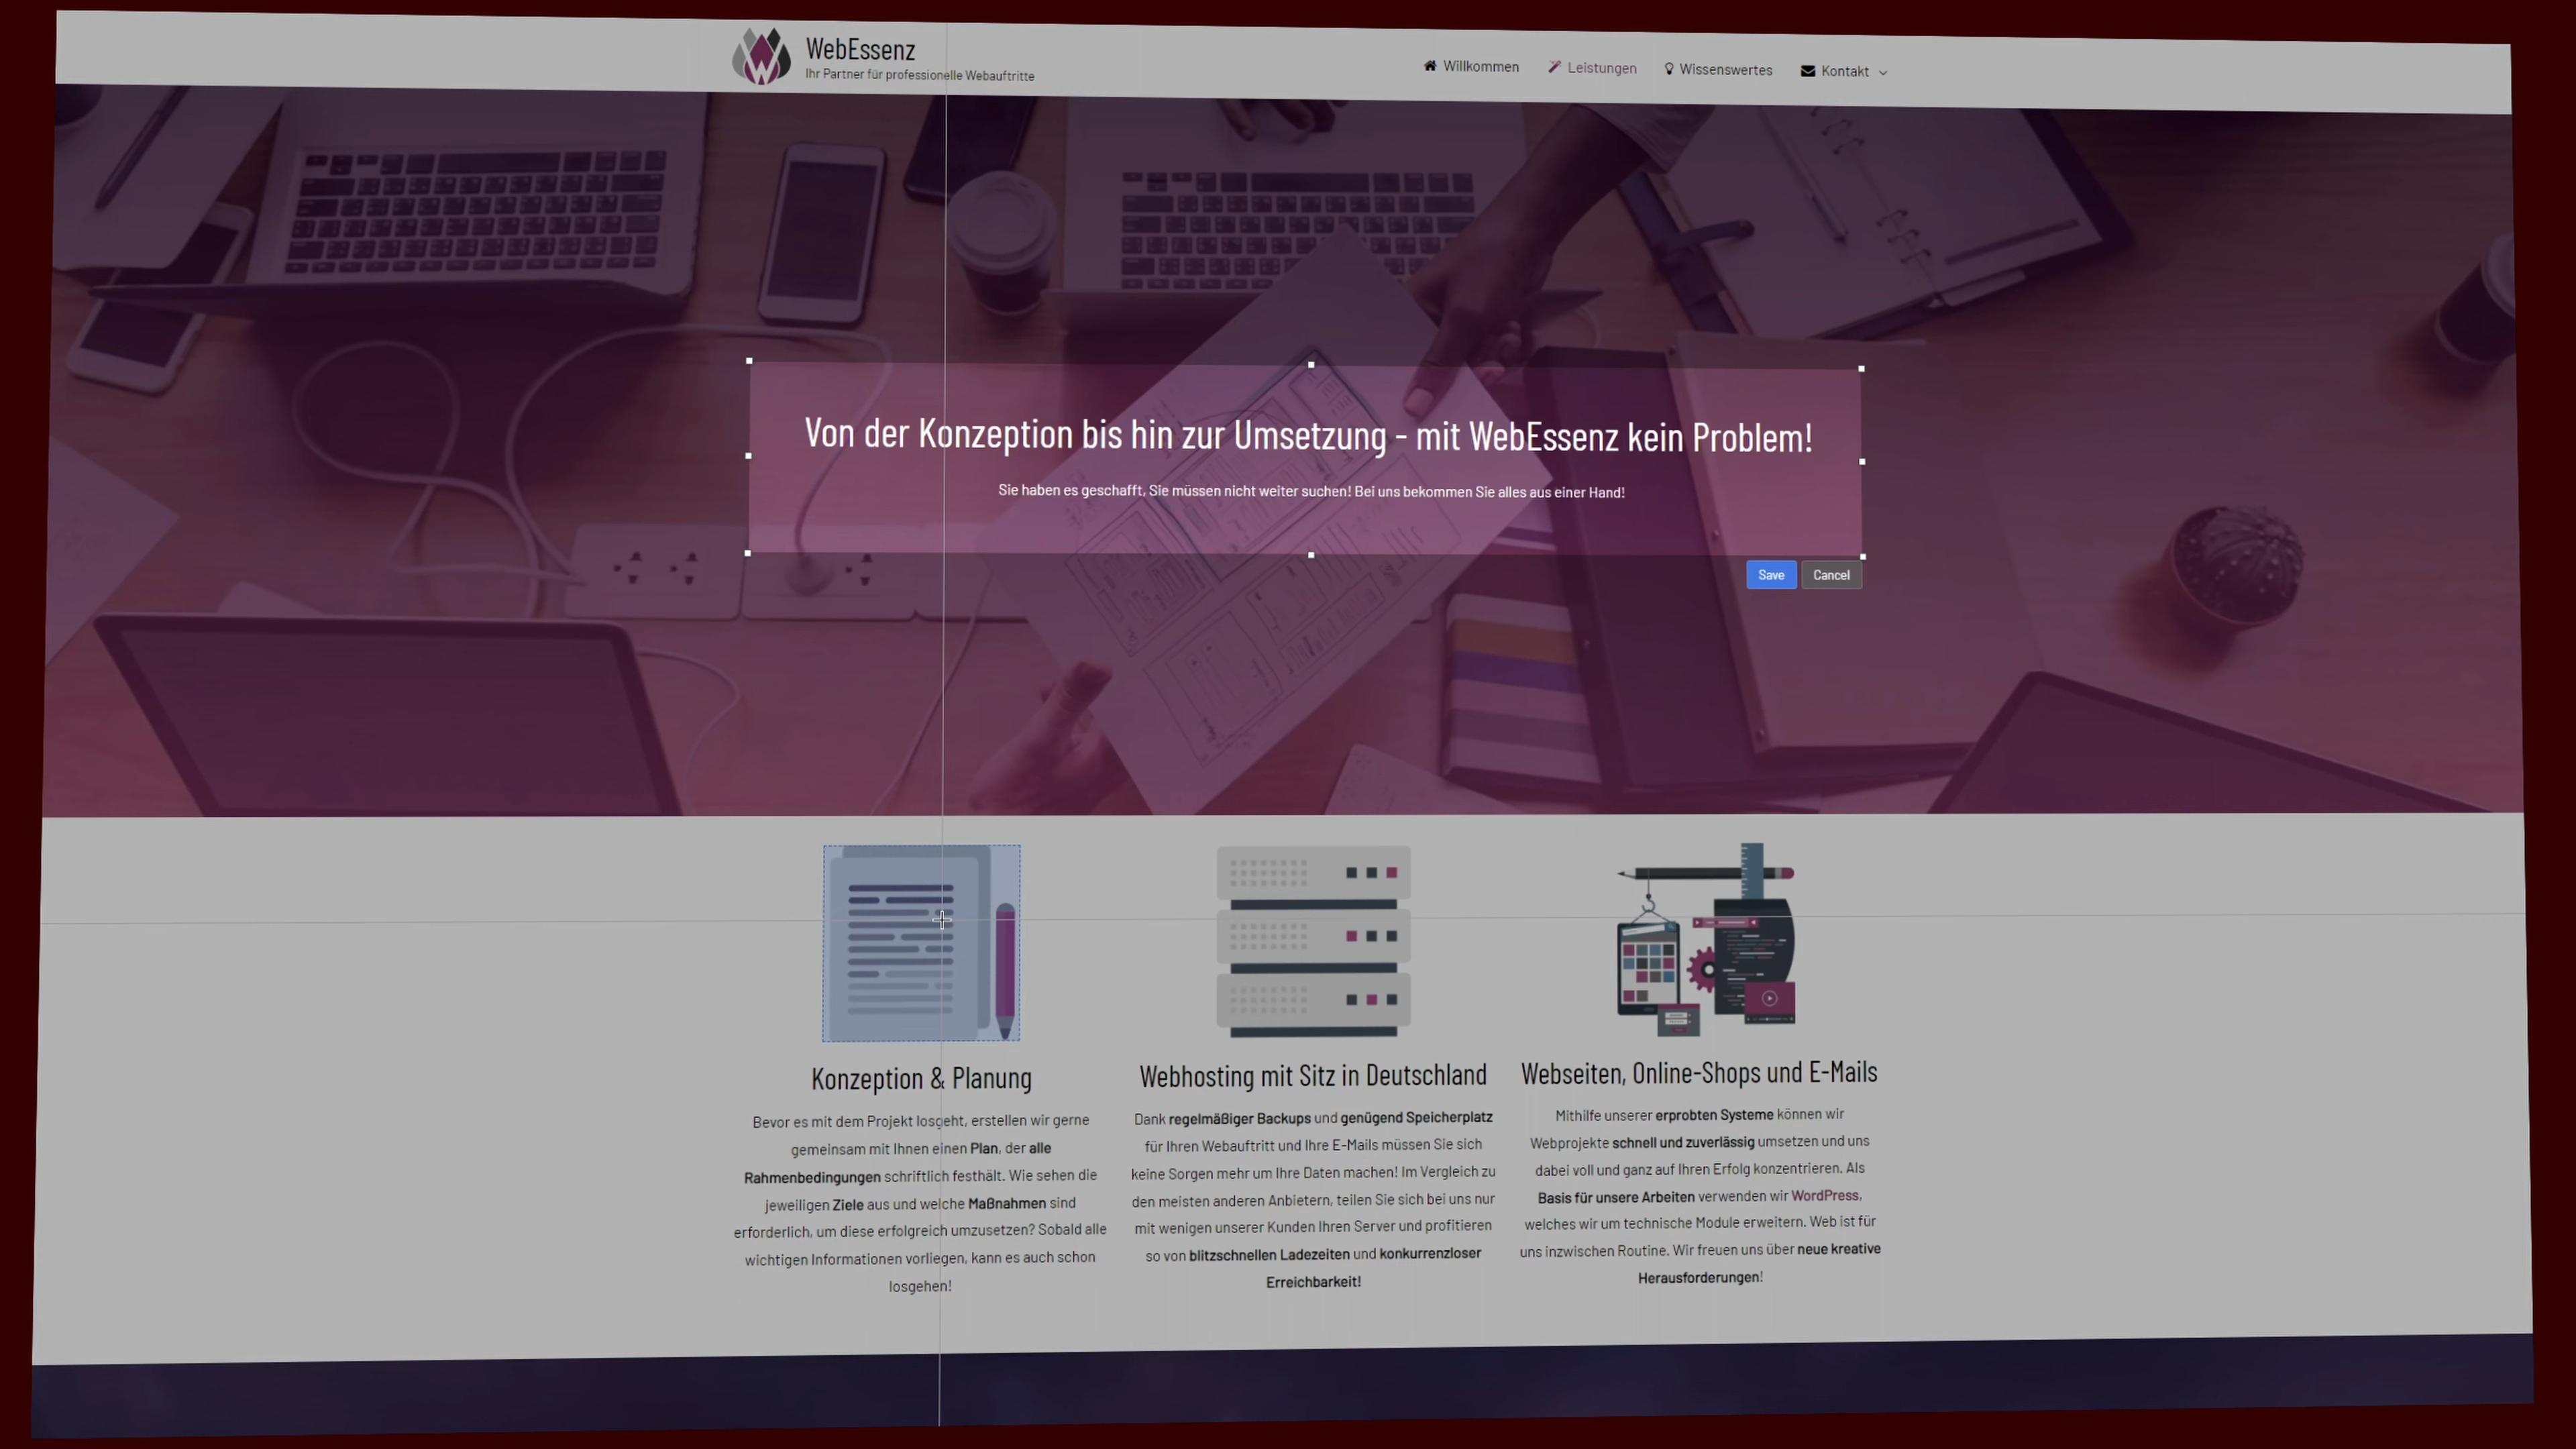 WebEssenz
Ihr Partner für professionelle Webauftritte
Willkommen
Leistungen
Wissenswertes
Kontakt
Von der Konzeption bis hin zur Umsetzung - mit WebEssenz kein Problem!
Sie haben es geschafft, Sie müssen nicht weiter suchen! Bei uns bekommen Sie alles aus einer Hand!
Save
Cancel
Konzeption & Planung
Bevor es mit dem Projekt losgeht, erstellen wir gerne
gemeinsam mit Ihnen einen Plan, der alle
Rahmenbedingungen schriftlich festhält. Wie sehen die
jeweiligen Ziele aus und welche Maßnahmen sind
erforderlich, um diese erfolgreich umzusetzen? Sobald alle
wichtigen Informationen vorliegen, kann es auch schon
losgehen!
Webhosting mit Sitz in Deutschland
Dank regelmäßiger Backups und genügend Speicherplatz
für Ihren Webauftritt und Ihre E-Mails müssen Sie sich
keine Sorgen mehr um Ihre Daten machen! Im Vergleich zu
den meisten anderen Anbietern, teilen Sie sich bei uns nur
mit wenigen unserer Kunden Ihren Server und profitieren
so von blitzschnellen Ladezeiten und konkurrenzloser
Erreichbarkeit!
Webseiten, Online-Shops und E-Mails
Mithilfe unserer erprobten Systeme können wir
Webprojekte schnell und zuverlässig umsetzen und uns
dabei voll und ganz auf Ihren Erfolg konzentrieren. Als
Basis für unsere Arbeiten verwenden wir WordPress,
welches wir um technische Module erweitern. Web ist für
uns inzwischen Routine. Wir freuen uns über neue kreative
Herausforderungen!